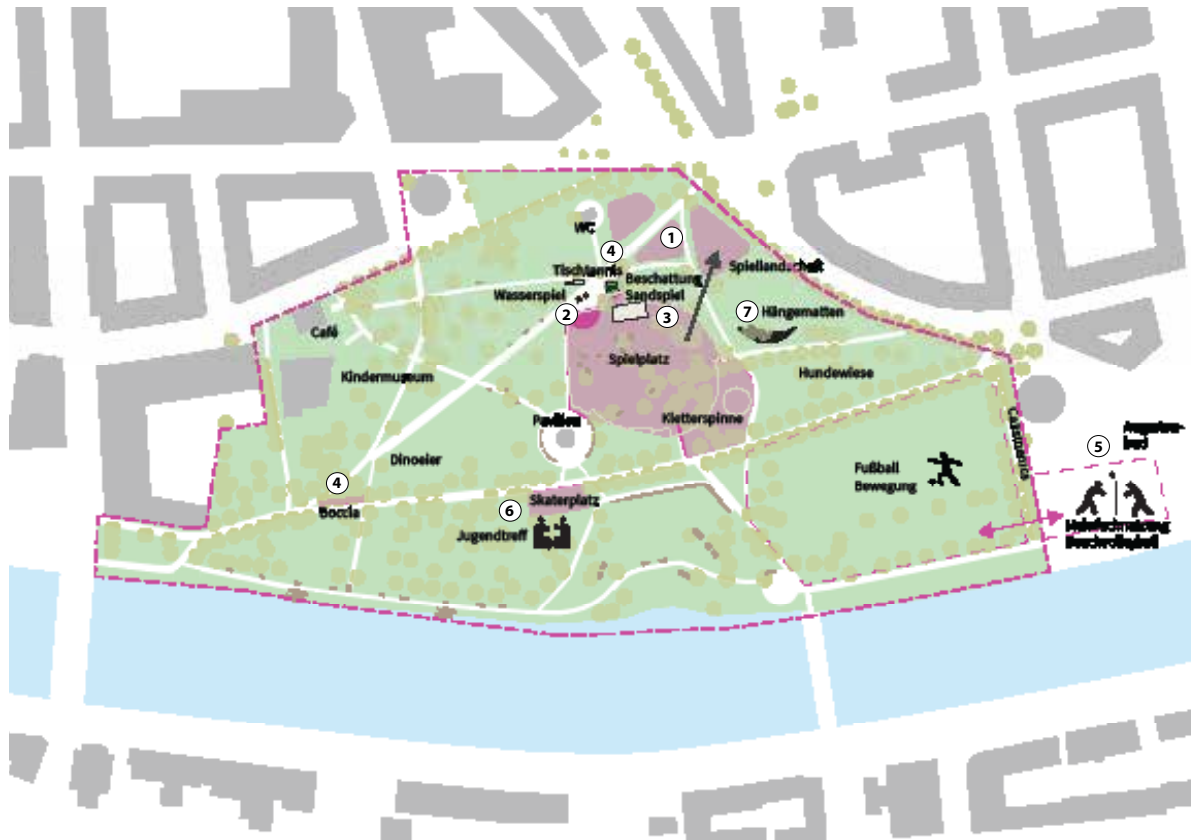 WC
4
1
Tischtennis
Beschattung
Spiellandschaft
Wasserspiel
Sandspiel
2
3
7
Hängematten
Café
Spielplatz
Kindermuseum
Hundewiese
Pavillon
Kletterspinne
5
Dinoeier
Fußball
Bewegung
4
Boccia
Skaterplatz
6
Jugendtreff